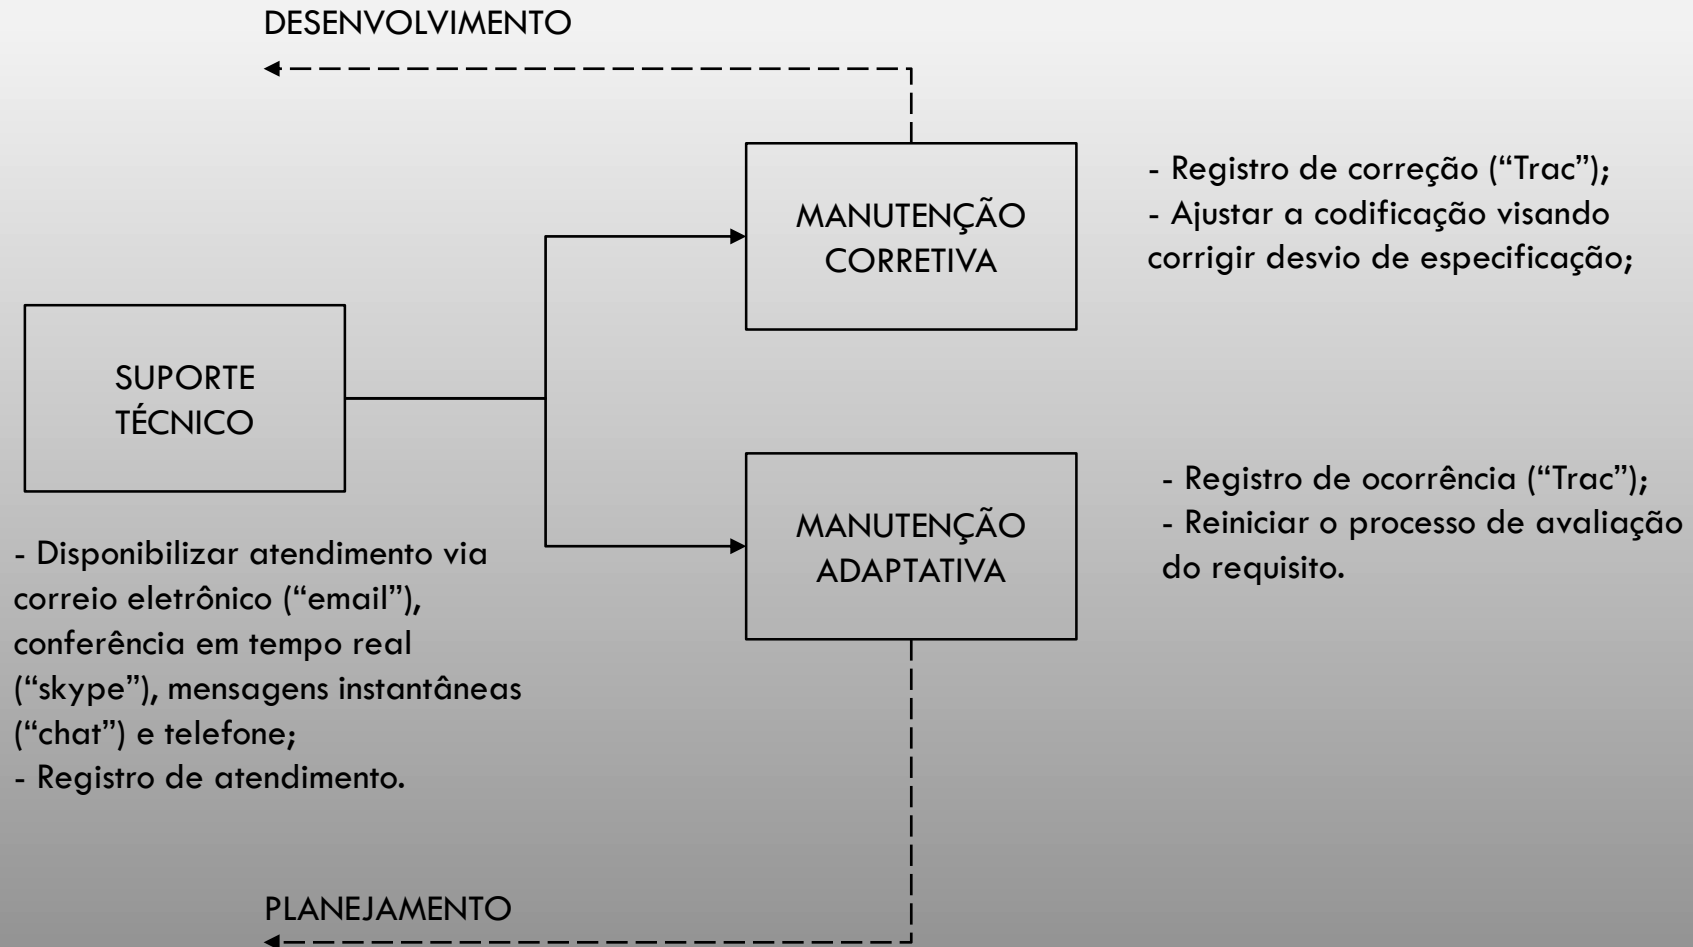 DESENVOLVIMENTO
MANUTENÇÃO
CORRETIVA
- Registro de correção (“Trac”);
- Ajustar a codificação visando
corrigir desvio de especificação;
SUPORTE
TÉCNICO
- Disponibilizar atendimento via
correio eletrônico (“email”),
conferência em tempo real
(“skype”), mensagens instantâneas
(“chat”) e telefone;
- Registro de atendimento.
MANUTENÇÃO
ADAPTATIVA
- Registro de ocorrência (“Trac”);
- Reiniciar o processo de avaliação
do requisito.
PLANEJAMENTO